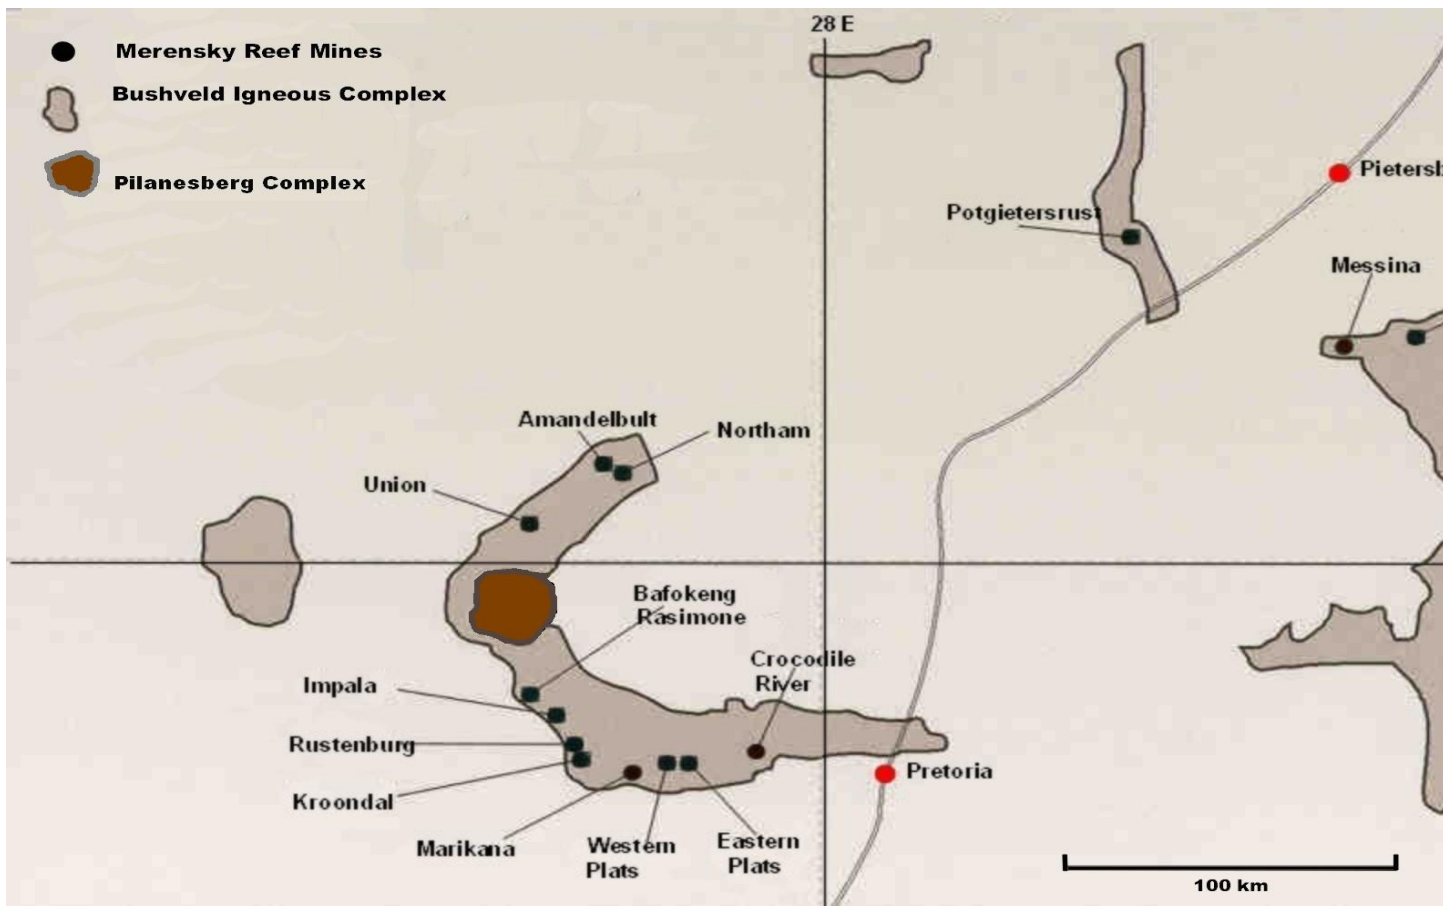 28 E
Merensky Reef Mines
Bushveld Igneous Complex
Pilanesberg Complex
Pietersb
Potgietersrust
Messina
Amandelbult
Northam
Union
Bafokeng
Rasimone
Crocodile
River
Impala
Rustenburg
Kroondal
Marikana
Western
Plats
Eastern
Plats
Pretoria
100 km